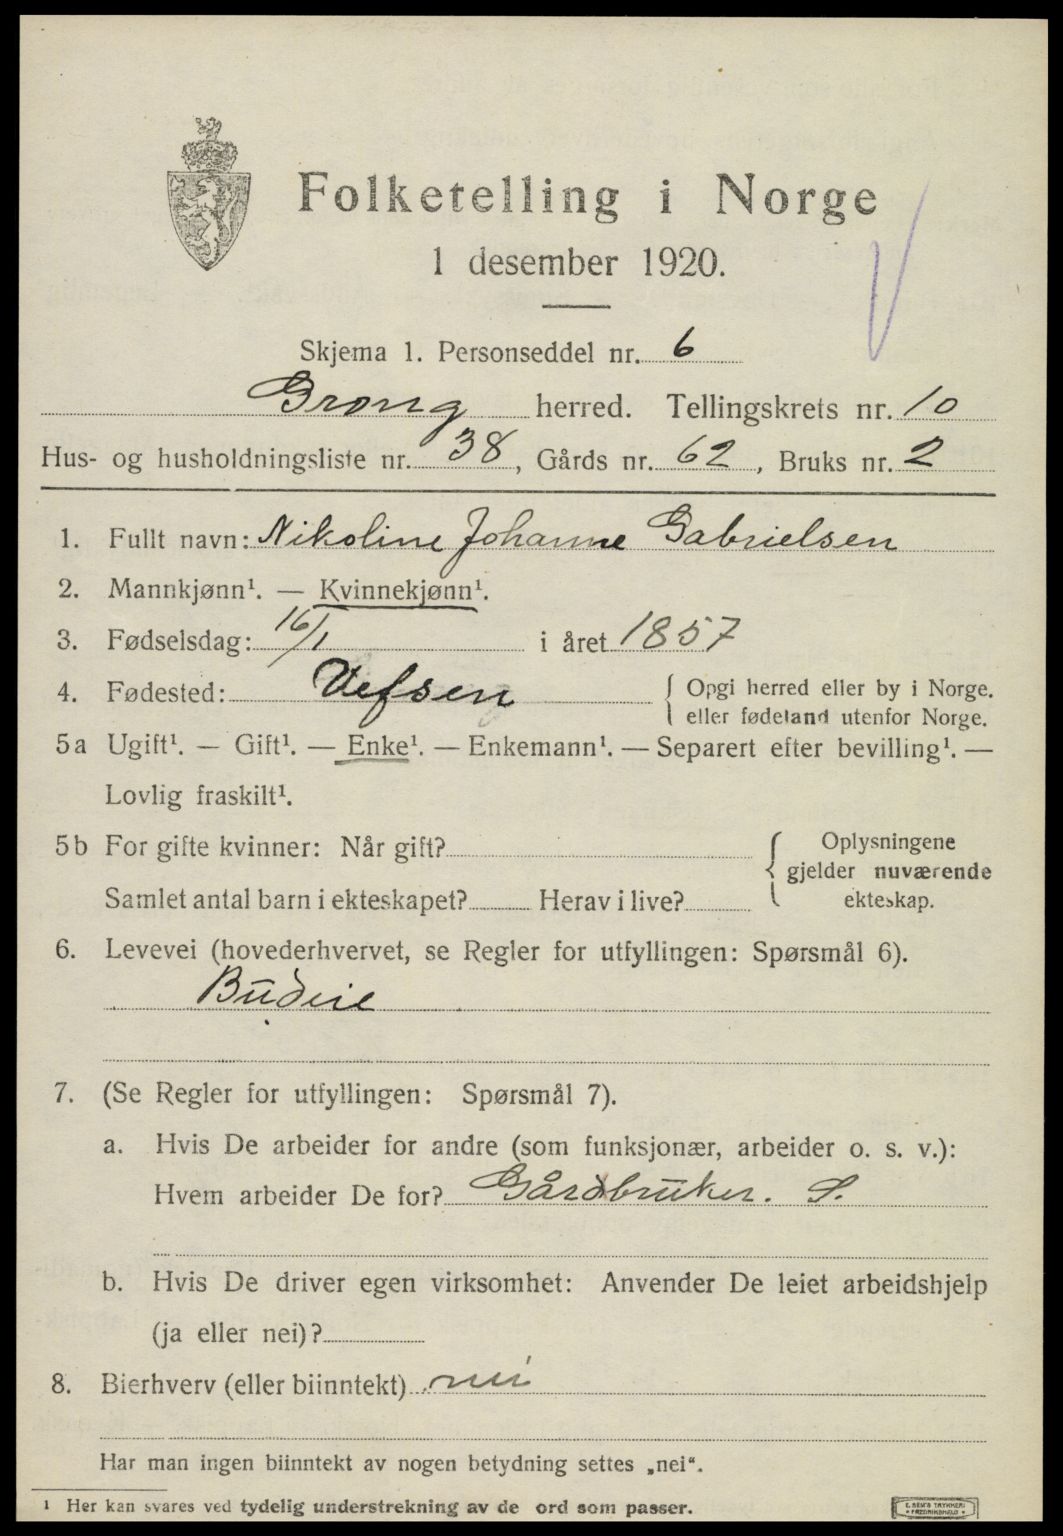 Folketelling i Norge
1 desember 1920.
Skjema 1. Personseddel nr. 6
Grong herred. Tellingskrets nr. 10
Hus- og husholdningsliste nr. 38, Gårds nr. 62, Bruks nr. 2
1. Fullt navn: Nikoline Johanne Gabrielsen
2. Mannkjønn¹. — Kvinnekjønn¹.
3. Fødselsdag: 16/1 i året 1857
4. Fødested: Vefsen { Opgi herred eller by i Norge.
eller fødeland utenfor Norge.
5a Ugift¹. — Gift¹. — Enke¹. — Enkemann¹. — Separert efter bevilling¹. —
Lovlig fraskilt¹.
5b For gifte kvinner: Når gift? { Oplysningene
gjelder nuværende
Samlet antal barn i ekteskapet? Herav i live? ekteskap.
6. Levevei (hovederhvervet, se Regler for utfyllingen: Spørsmål 6).
Budeie
7. (Se Regler for utfyllingen: Spørsmål 7).
a. Hvis De arbeider for andre (som funksjonær, arbeider o. s. v.):
Hvem arbeider De for? Gårdbruker. S.
b. Hvis De driver egen virksomhet: Anvender De leiet arbeidshjelp
(ja eller nei)?
8. Bierhverv (eller biinntekt) nei
Har man ingen biinntekt av nogen betydning settes „nei“.
¹ Her kan svares ved tydelig understrekning av de ord som passer.
E. SEM'S TRYKKERI
FREDRIKSHALD